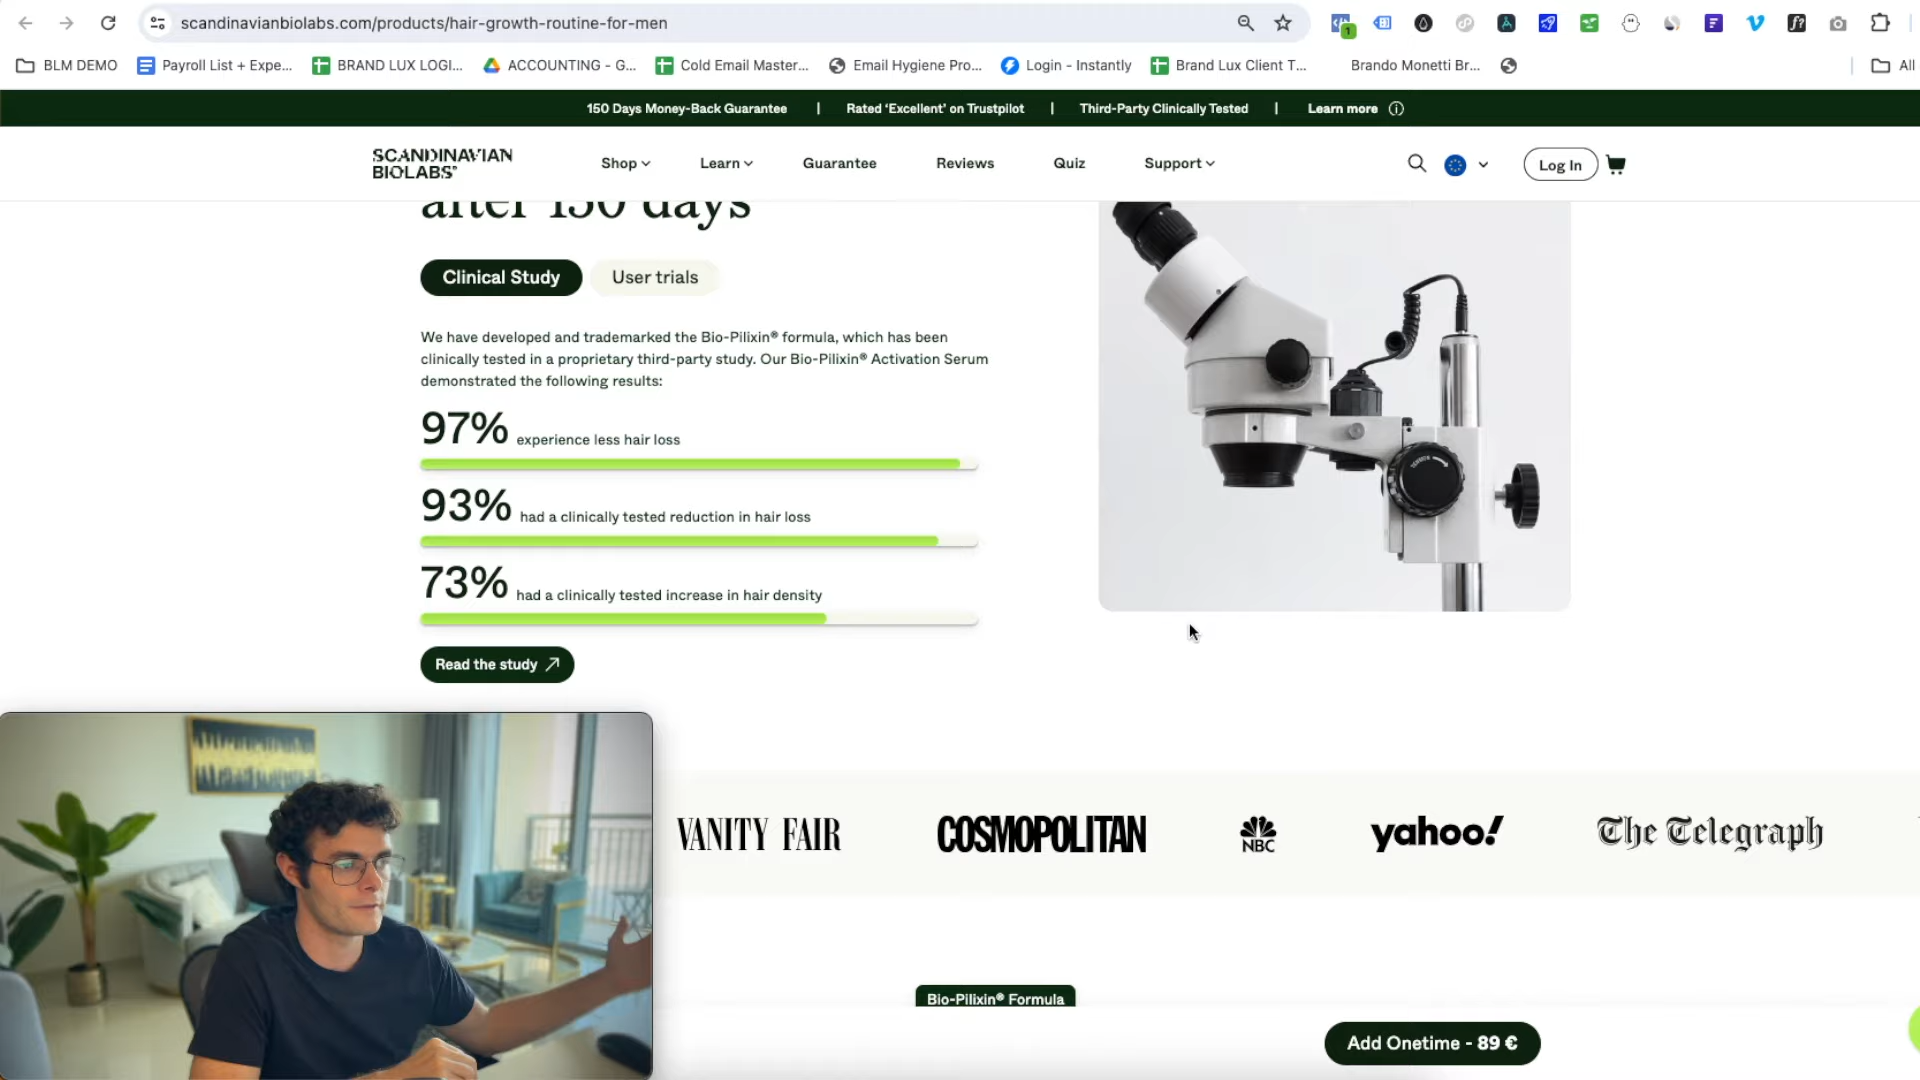 scandinavianbiolabs.com/products/hair-growth-routine-for-men
1
BLM DEMO
Payroll List + Expe...
BRAND LUX LOGI...
ACCOUNTING - G...
Cold Email Master...
Email Hygiene Pro...
Login - Instantly
Brand Lux Client T...
Brando Monetti Br...
All
150 Days Money-Back Guarantee | Rated ‘Excellent’ on Trustpilot | Third-Party Clinically Tested | Learn more
SCANDINAVIAN
BIOLABS®
Shop
Learn
Guarantee
Reviews
Quiz
Support
Log In
after 150 days
Clinical Study
User trials
We have developed and trademarked the Bio-Pilixin® formula, which has been
clinically tested in a proprietary third-party study. Our Bio-Pilixin® Activation Serum
demonstrated the following results:
97% experience less hair loss
93% had a clinically tested reduction in hair loss
73% had a clinically tested increase in hair density
Read the study
VANITY FAIR
COSMOPOLITAN
NBC
yahoo!
The Telegraph
Bio-Pilixin® Formula
Add Onetime - 89 €